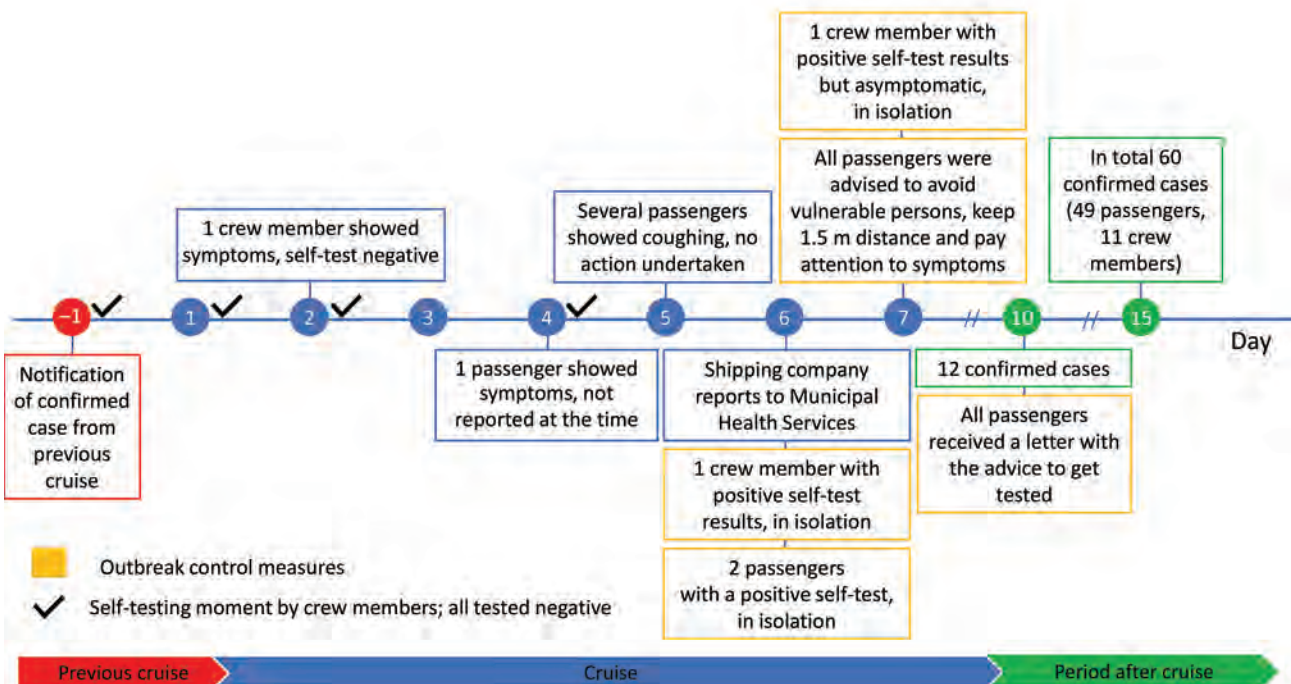 1 crew member with
positive self-test results
but asymptomatic,
in isolation
All passengers were
advised to avoid
vulnerable persons, keep
1.5 m distance and pay
attention to symptoms
In total 60
confirmed cases
(49 passengers,
11 crew
members)
Several passengers
showed coughing, no
action undertaken
1 crew member showed
symptoms, self-test negative
–1
1
2
3
4
5
6
7
//
10
//
15
Day
Notification
of confirmed
case from
previous
cruise
1 passenger showed
symptoms, not
reported at the time
Shipping company
reports to Municipal
Health Services
1 crew member with
positive self-test
results, in isolation
2 passengers
with a positive self-test,
in isolation
12 confirmed cases
All passengers
received a letter with
the advice to get
tested
Outbreak control measures
Self-testing moment by crew members; all tested negative
Previous cruise
Cruise
Period after cruise